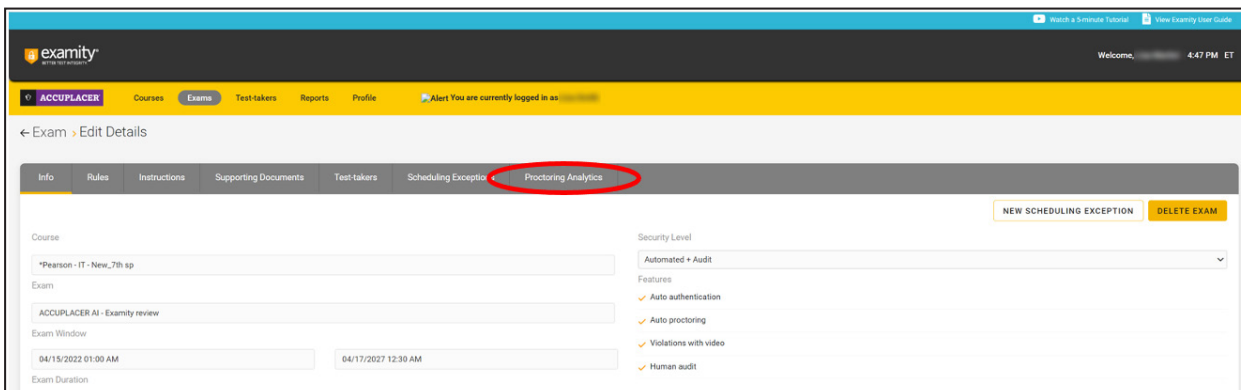 Watch a 5-minute Tutorial View Examity User Guide
examity
BETTER TEST INTEGRITY
Welcome, 4:47 PM ET
ACCUPLACER Courses Exams Test-takers Reports Profile Alert You are currently logged in as
← Exam › Edit Details
Info Rules Instructions Supporting Documents Test-takers Scheduling Exceptions Proctoring Analytics
NEW SCHEDULING EXCEPTION DELETE EXAM
Course Security Level
*Pearson - IT - New_7th sp Automated + Audit
Exam Features
Auto authentication
ACCUPLACER AI - Examity review Auto proctoring
Exam Window
Violations with video
04/15/2022 01:00 AM 04/17/2027 12:30 AM
Human audit
Exam Duration